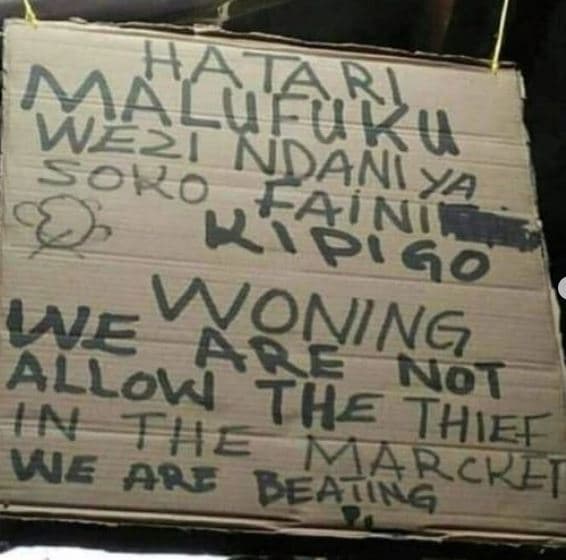 HATARI
MALUFUKU
WEZI NDANI YA
SOKO FAINI
KIPIGO
WONING
WE ARE NOT
ALLOW THE THIEF
IN THE MARCKET
WE ARE BEATING